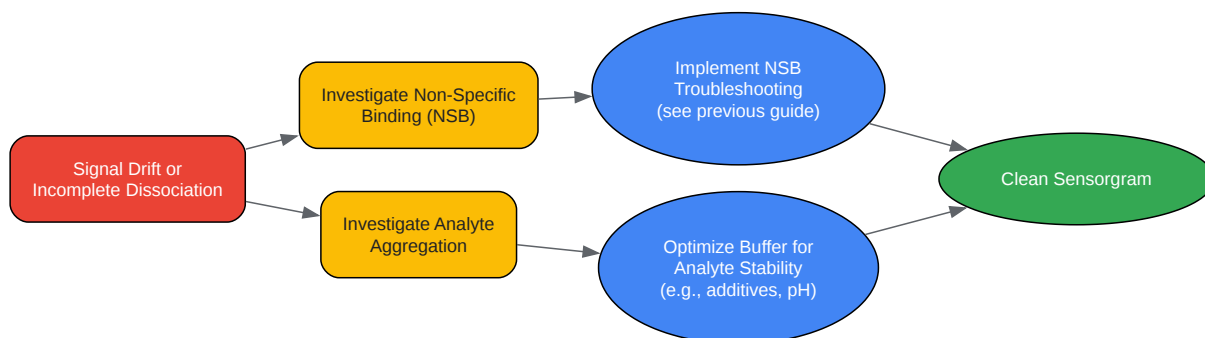 Signal Drift or
Incomplete Dissociation
Investigate Non-Specific
Binding (NSB)
Implement NSB
Troubleshooting
(see previous guide)
Investigate Analyte
Aggregation
Optimize Buffer for
Analyte Stability
(e.g., additives, pH)
Clean Sensorgram